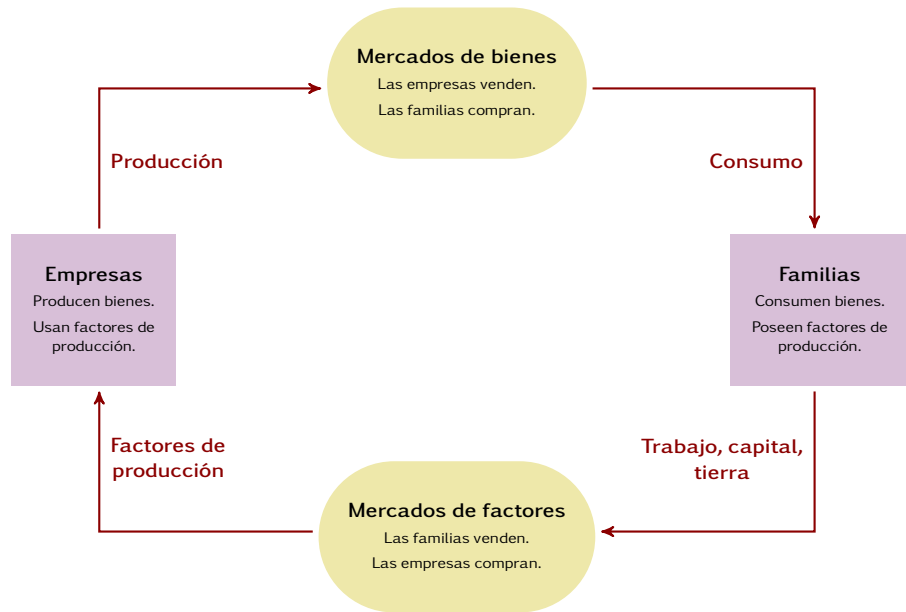 Mercados de bienes
Las empresas venden.
Las familias compran.
Producción
Consumo
Empresas
Producen bienes.
Usan factores de
producción.
Familias
Consumen bienes.
Poseen factores de
producción.
Factores de
producción
Trabajo, capital,
tierra
Mercados de factores
Las familias venden.
Las empresas compran.